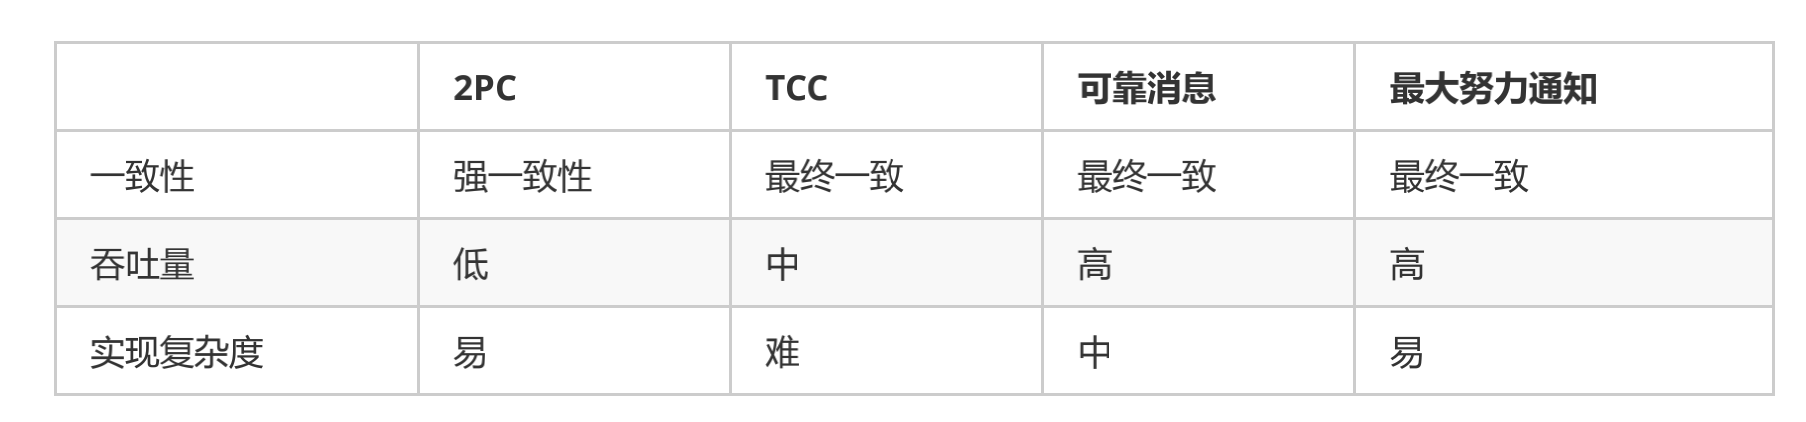 2PC TCC 可靠消息 最大努力通知
一致性 强一致性 最终一致 最终一致 最终一致
吞吐量 低 中 高 高
实现复杂度 易 难 中 易